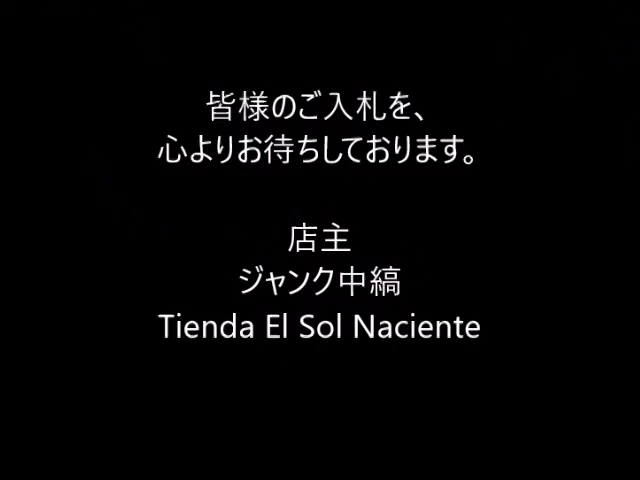 皆様のご入札を、
心よりお待ちしております。
店主
ジャンク中縞
Tienda El Sol Naciente